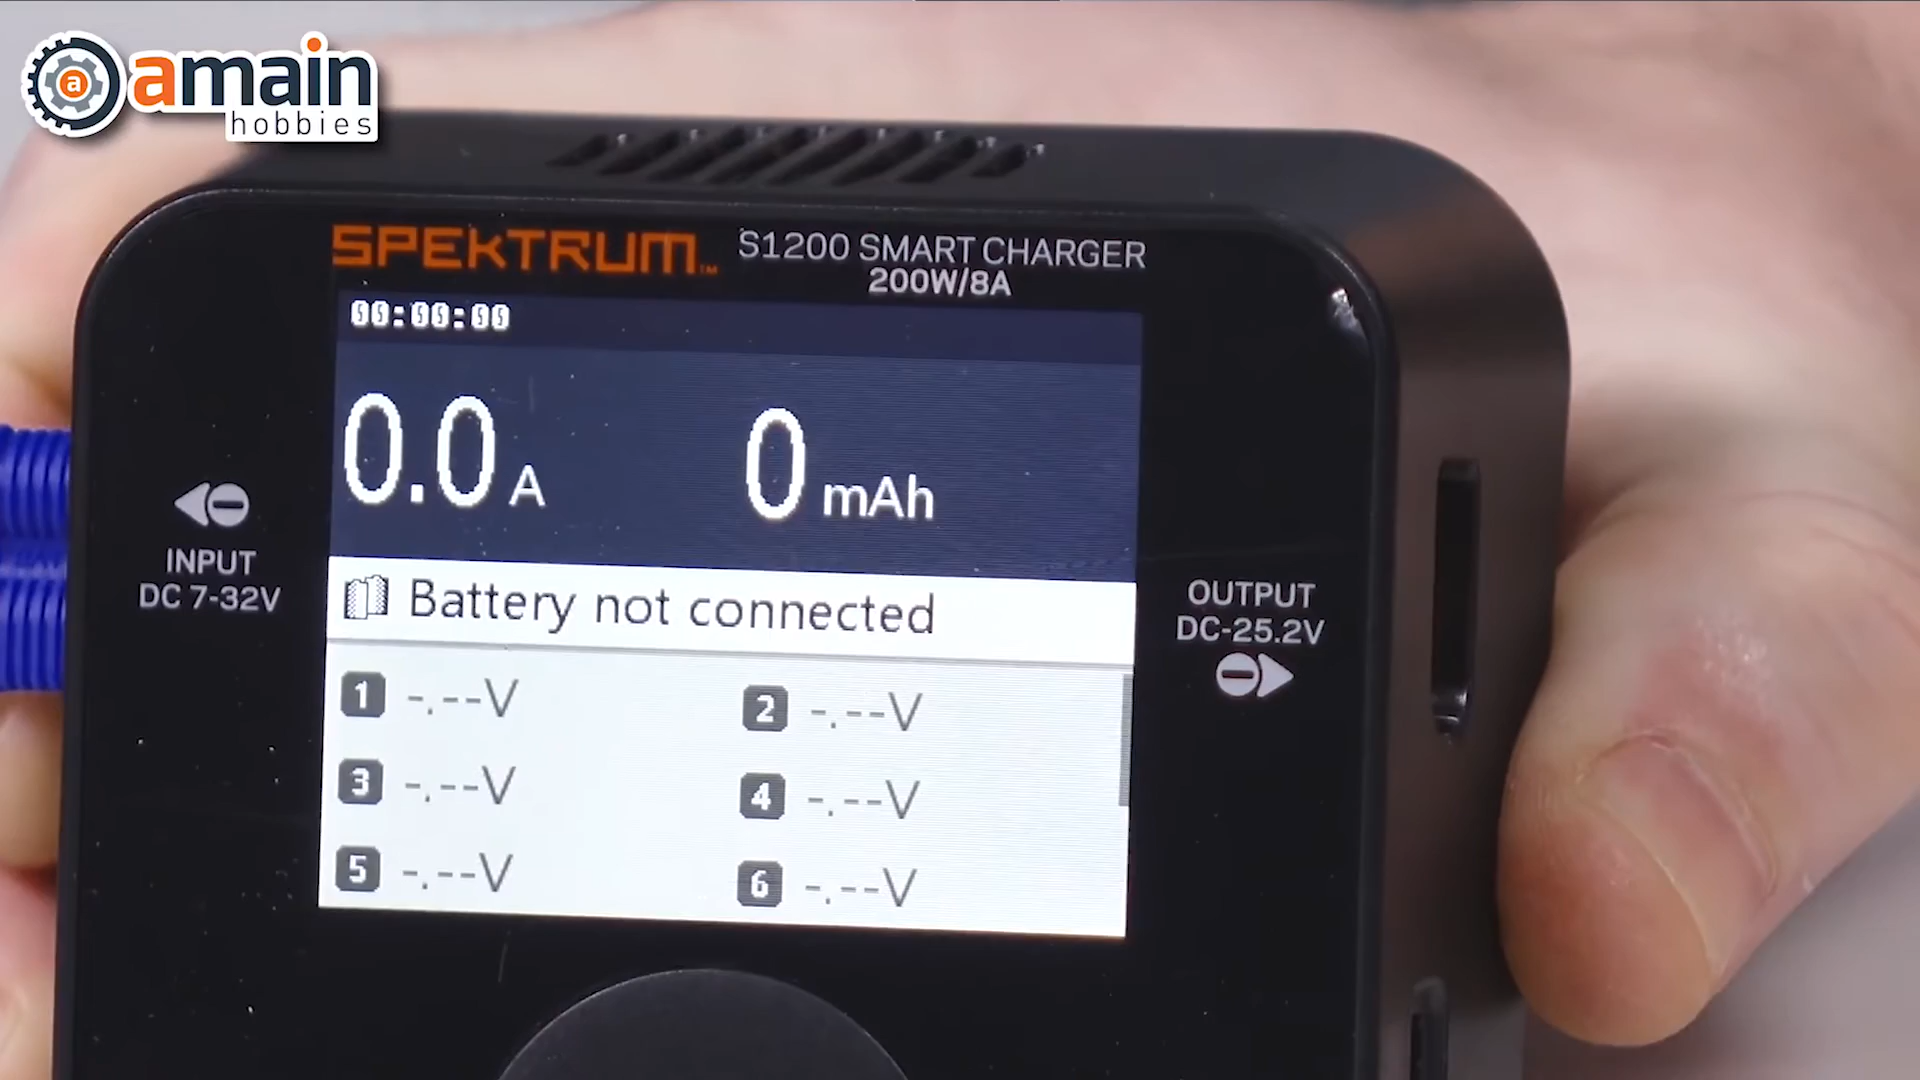 a amain
hobbies
SPEKTRUM™ S1200 SMART CHARGER
200W/8A
00:00:00
0.0 A 0 mAh
Battery not connected
INPUT
DC 7-32V
OUTPUT
DC-25.2V
1 -.--V 2 -.--V
3 -.--V 4 -.--V
5 -.--V 6 -.--V